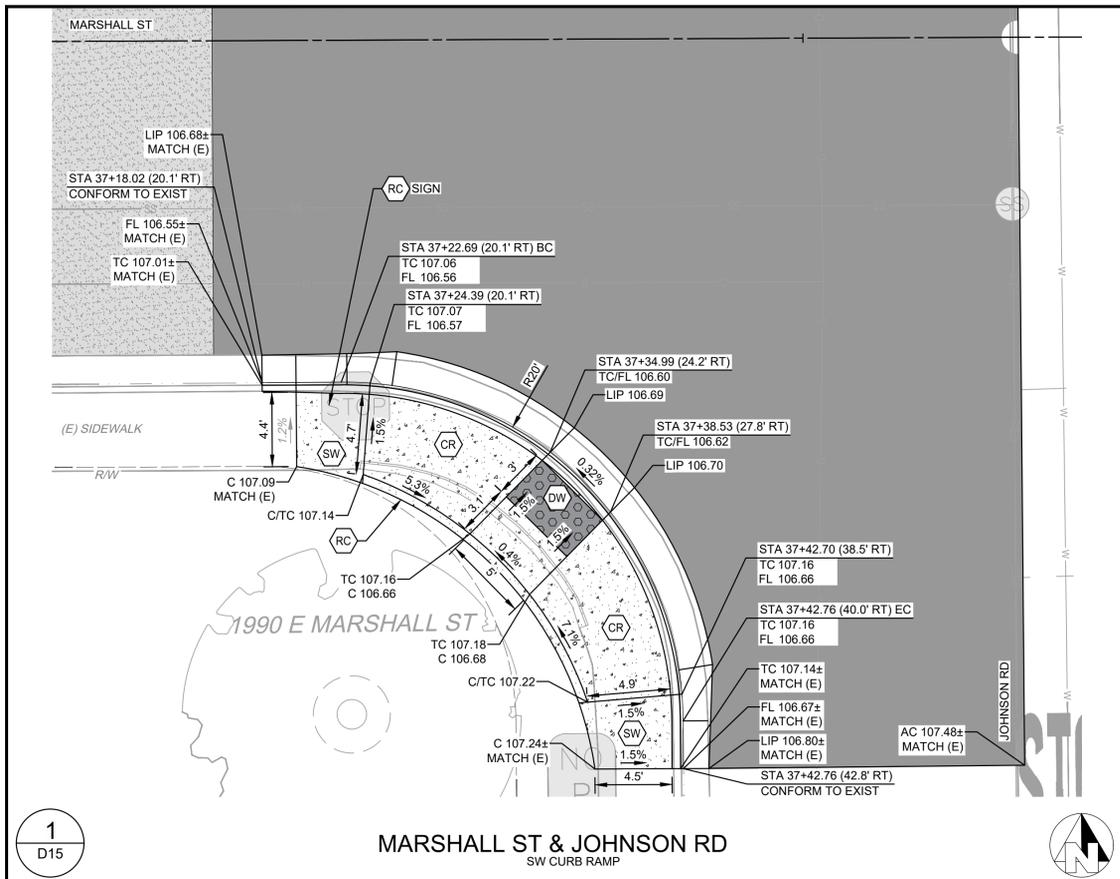 MARSHALL ST
LIP 106.68±
MATCH (E)
STA 37+18.02 (20.1' RT)
CONFORM TO EXIST
FL 106.55±
MATCH (E)
TC 107.01±
MATCH (E)
RC SIGN
SS
SS
W
W
W
W
STA 37+22.69 (20.1' RT) BC
TC 107.06
FL 106.56
STA 37+24.39 (20.1' RT)
TC 107.07
FL 106.57
R20'
STA 37+34.99 (24.2' RT)
TC/FL 106.60
LIP 106.69
STA 37+38.53 (27.8' RT)
TC/FL 106.62
LIP 106.70
STOP
(E) SIDEWALK
R/W
4.4'
1.2%
SW
4.7'
1.5%
CR
3'
DW
0.32%
1.5%
1.5%
3.1'
5.3%
0.4%
5'
7.1%
CR
C 107.09
MATCH (E)
C/TC 107.14
RC
TC 107.16
C 106.66
1990 E MARSHALL ST
TC 107.18
C 106.68
C/TC 107.22
4.9'
1.5%
SW
1.5%
4.5'
C 107.24±
MATCH (E)
NO
P
STA 37+42.70 (38.5' RT)
TC 107.16
FL 106.66
STA 37+42.76 (40.0' RT) EC
TC 107.16
FL 106.66
TC 107.14±
MATCH (E)
FL 106.67±
MATCH (E)
LIP 106.80±
MATCH (E)
STA 37+42.76 (42.8' RT)
CONFORM TO EXIST
AC 107.48±
MATCH (E)
JOHNSON RD
1
D15
MARSHALL ST & JOHNSON RD
SW CURB RAMP
N